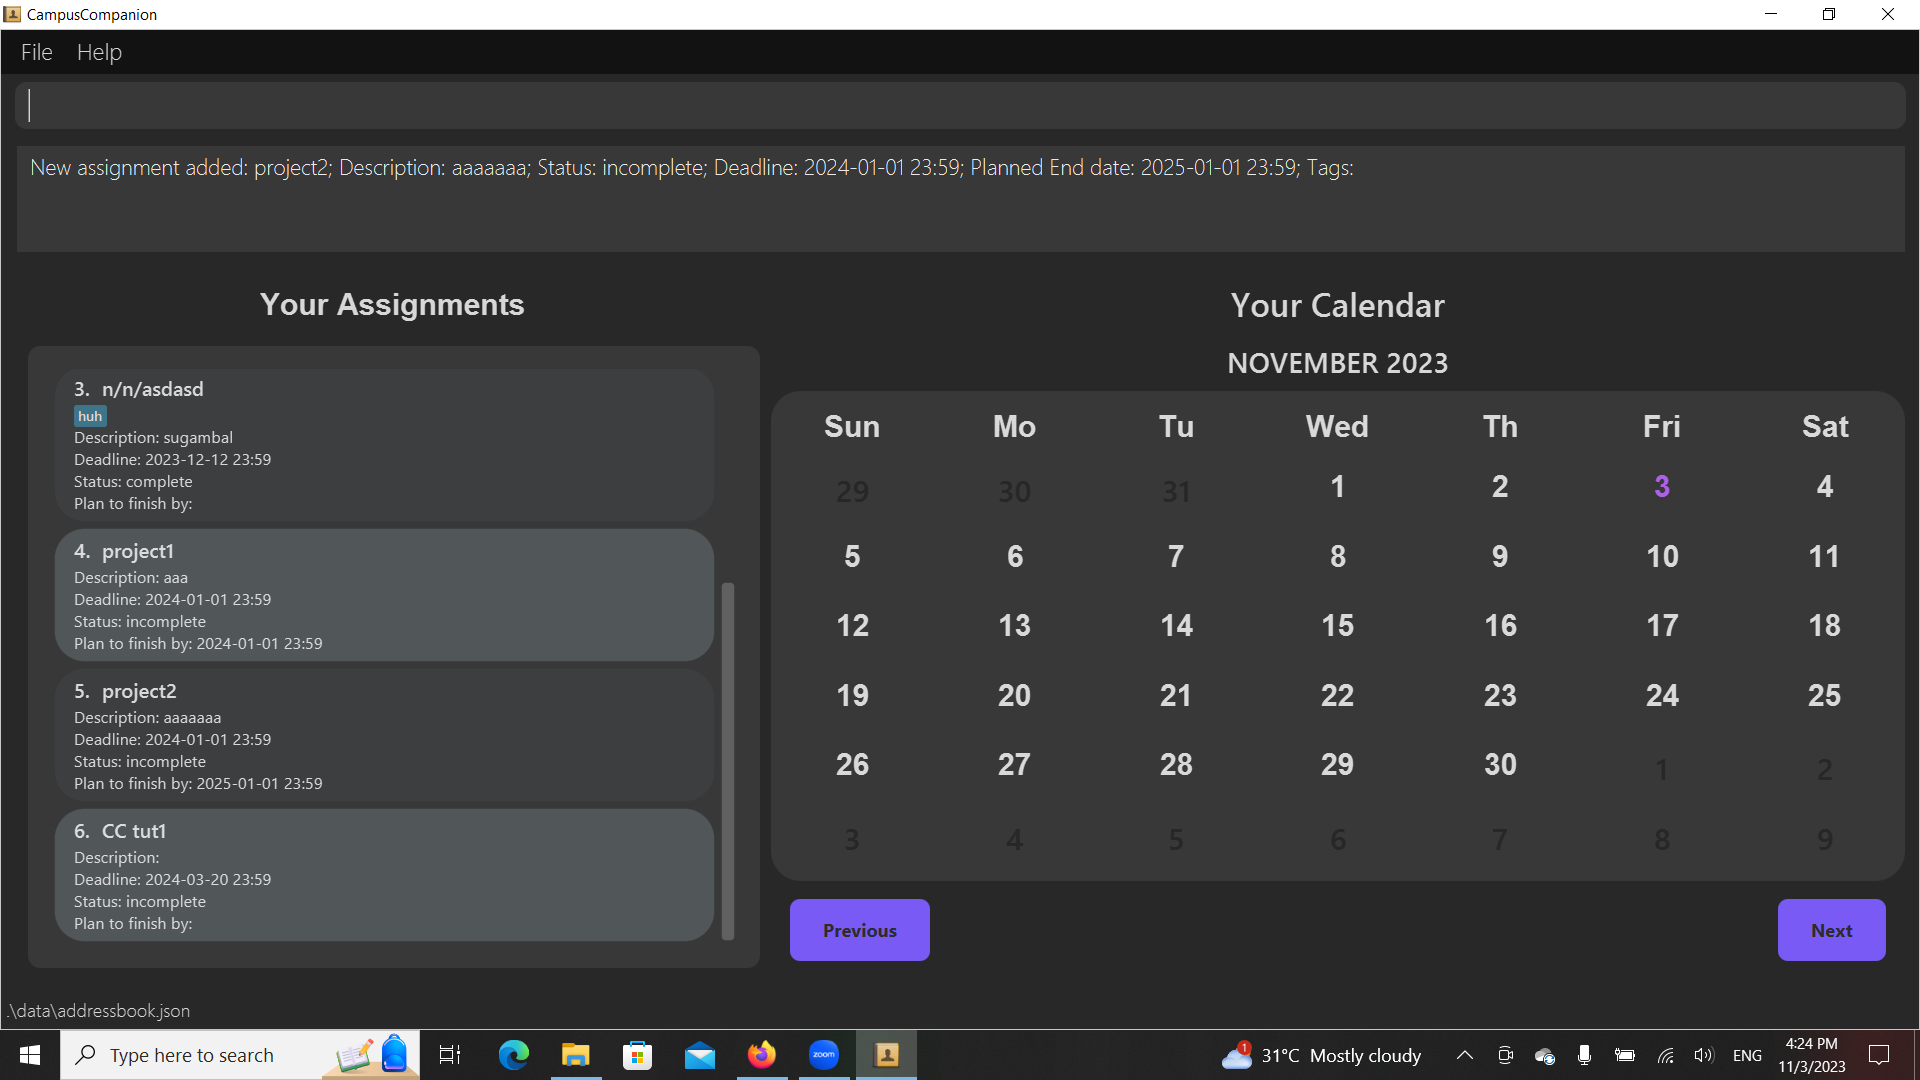 CampusCompanion
File Help
New assignment added: project2; Description: aaaaaaa; Status: incomplete; Deadline: 2024-01-01 23:59; Planned End date: 2025-01-01 23:59; Tags:
Your Assignments
3. n/n/asdasd
huh
Description: sugambal
Deadline: 2023-12-12 23:59
Status: complete
Plan to finish by:
4. project1
Description: aaa
Deadline: 2024-01-01 23:59
Status: incomplete
Plan to finish by: 2024-01-01 23:59
5. project2
Description: aaaaaaa
Deadline: 2024-01-01 23:59
Status: incomplete
Plan to finish by: 2025-01-01 23:59
6. CC tut1
Description:
Deadline: 2024-03-20 23:59
Status: incomplete
Plan to finish by:
Your Calendar
NOVEMBER 2023
Sun Mo Tu Wed Th Fri Sat
29 30 31 1 2 3 4
5 6 7 8 9 10 11
12 13 14 15 16 17 18
19 20 21 22 23 24 25
26 27 28 29 30 1 2
3 4 5 6 7 8 9
Previous Next
.\data\addressbook.json
Type here to search
zoom
1
31°C Mostly cloudy
ENG
4:24 PM
11/3/2023